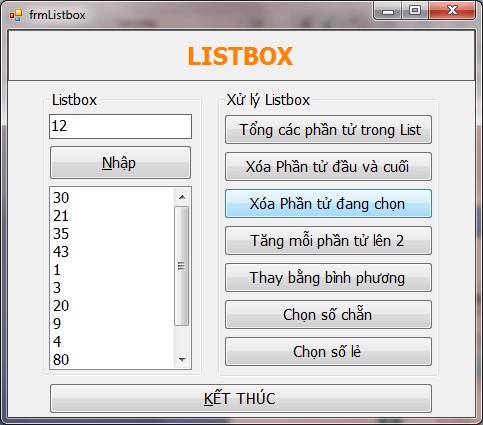 frmListbox
LISTBOX
Listbox
12
Nhập
30
21
35
43
1
3
20
9
4
80
Xử lý Listbox
Tổng các phần tử trong List
Xóa Phần tử đầu và cuối
Xóa Phần tử đang chọn
Tăng mỗi phần tử lên 2
Thay bằng bình phương
Chọn số chẵn
Chọn số lẻ
KẾT THÚC